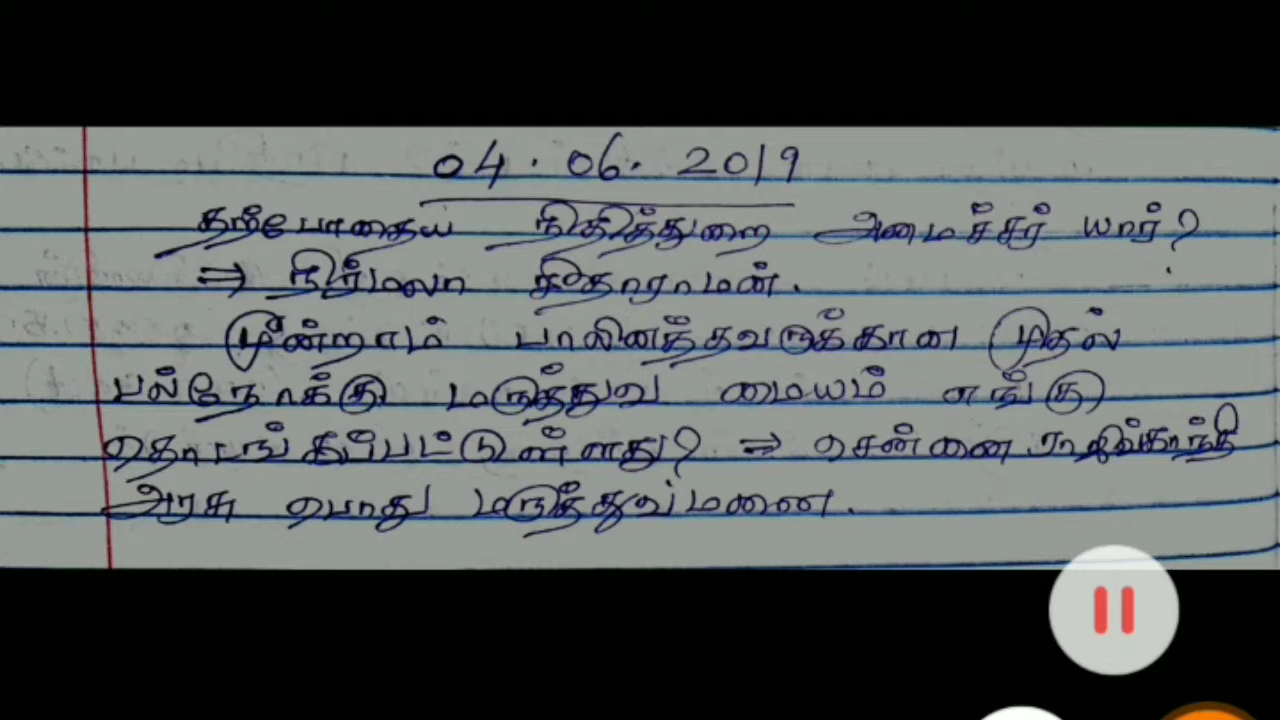 04.06.2019
தற்போதைய நிதித்துறை அமைச்சர் யார்?
⇒ நிர்மலா சீதாராமன்.
மூன்றாம் பாலினத்தவருக்கான முதல்
பல்நோக்கு மருத்துவ மையம் எங்கு
தொடங்கப்பட்டுள்ளது? ⇒ சென்னை ராஜிவ்காந்தி
அரசு பொது மருத்துவமனை.